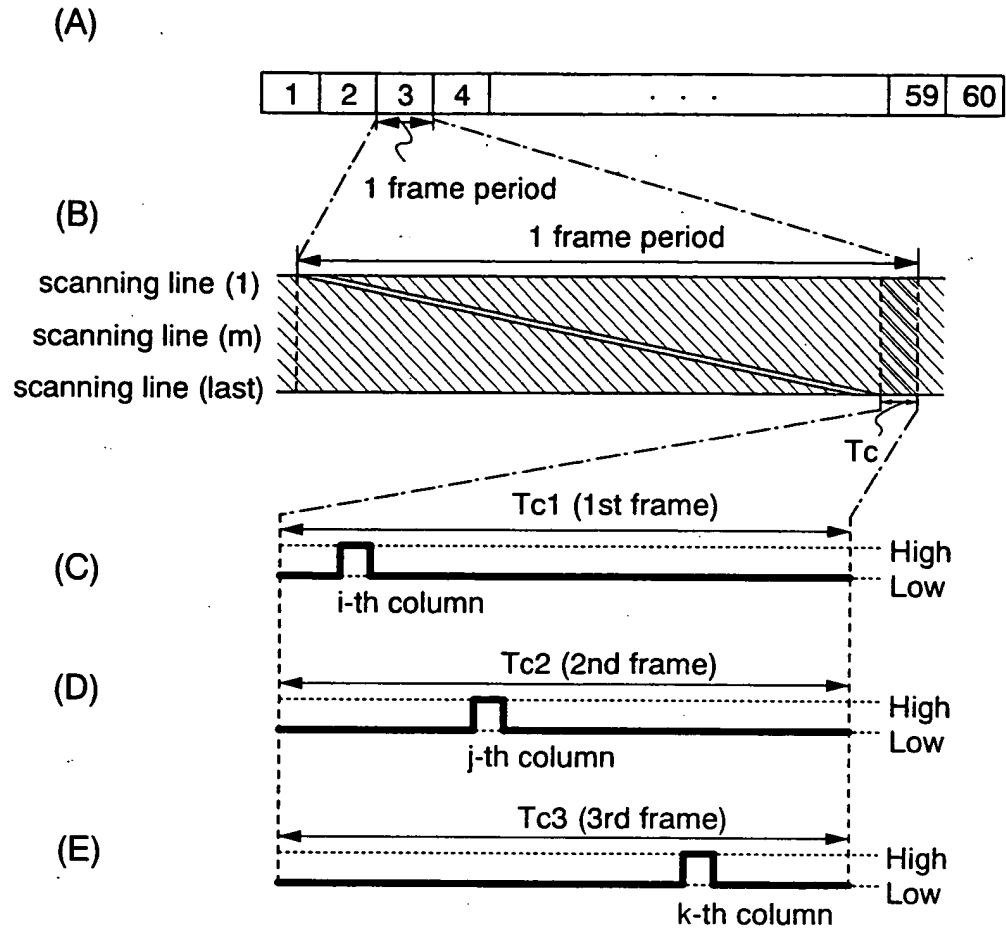 (A)
1 2 3 4 . . . 59 60
1 frame period
(B)
1 frame period
scanning line (1)
scanning line (m)
scanning line (last)
Tc
Tc1 (1st frame)
(C)
High
Low
i-th column
Tc2 (2nd frame)
(D)
High
Low
j-th column
Tc3 (3rd frame)
(E)
High
Low
k-th column